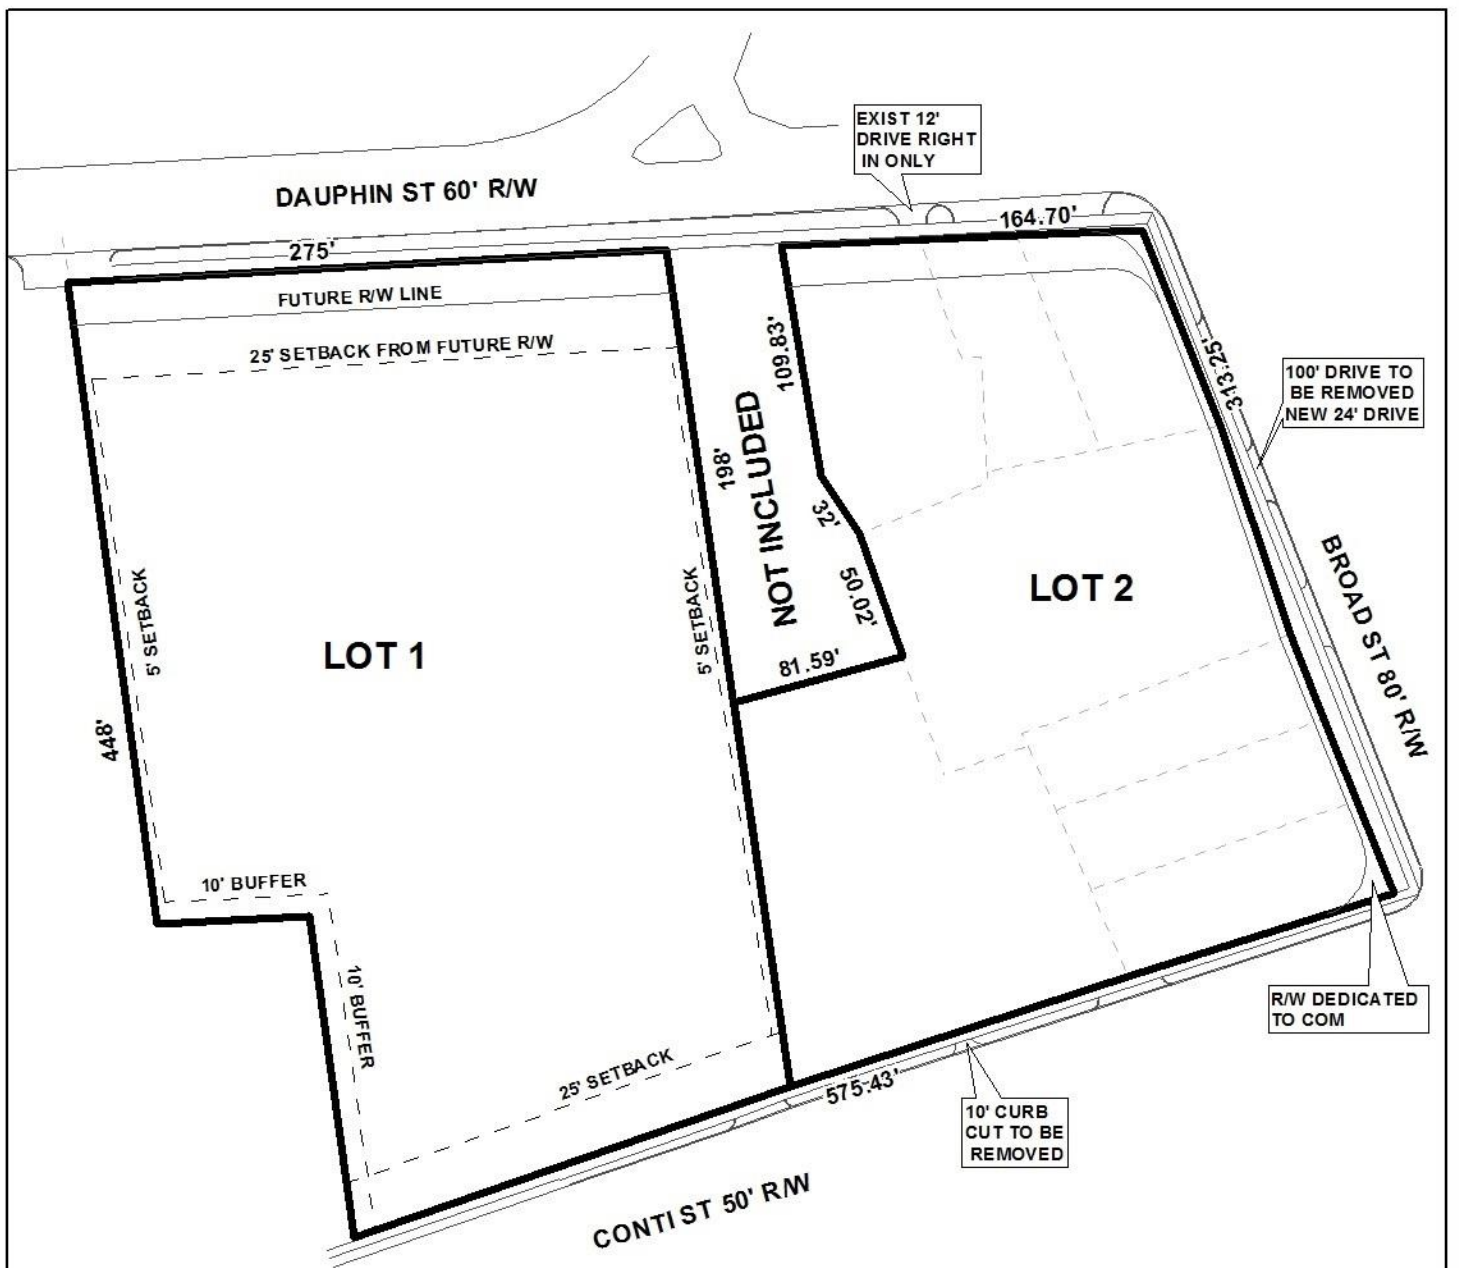 EXIST 12'
DRIVE RIGHT
IN ONLY
DAUPHIN ST 60' R/W
164.70'
275'
FUTURE R/W LINE
25' SETBACK FROM FUTURE R/W
109.83'
313.25'
100' DRIVE TO
BE REMOVED
NEW 24' DRIVE
198'
NOT INCLUDED
32'
50.02'
BROAD ST 80' R/W
LOT 2
5' SETBACK
5' SETBACK
LOT 1
81.59'
448'
10' BUFFER
10' BUFFER
R/W DEDICATED
TO COM
25' SETBACK
575.43'
10' CURB
CUT TO BE
REMOVED
CONTI ST 50' R/W